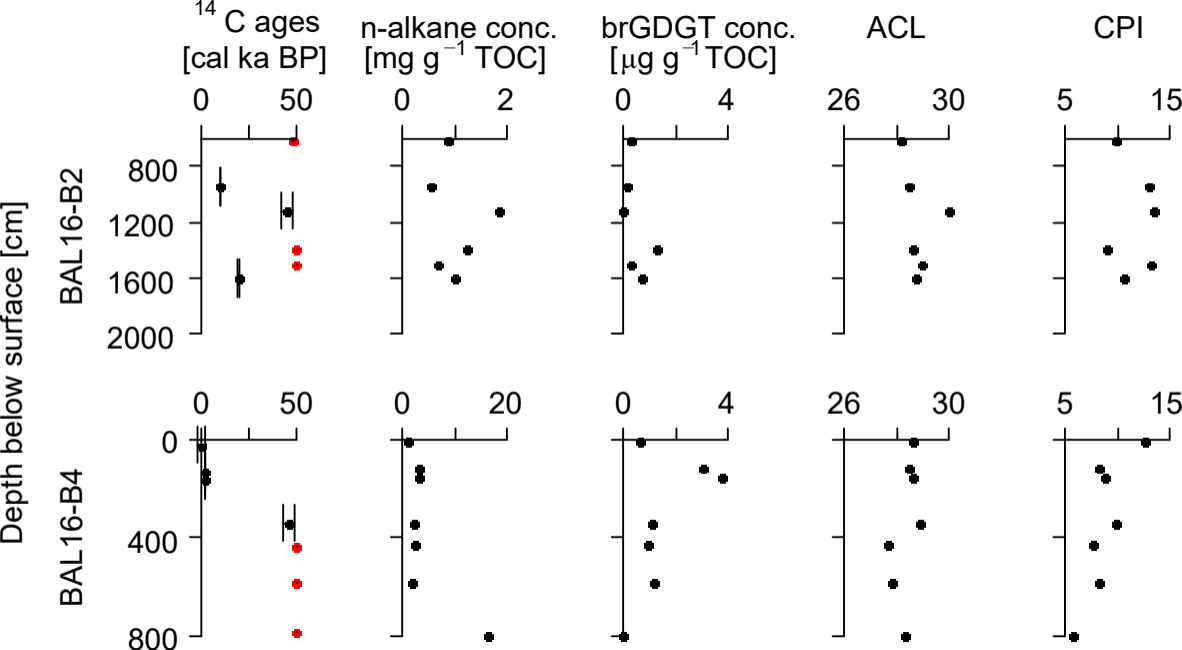 14 C ages n-alkane conc. brGDGT conc. ACL CPI
[cal ka BP] [mg g−1 TOC] [μg g−1 TOC]
0 50 0 2 0 4 26 30 5 15
800
1200
1600
2000
BAL16-B2
Depth below surface [cm]
0 50 0 20 0 4 26 30 5 15
0
400
800
BAL16-B4